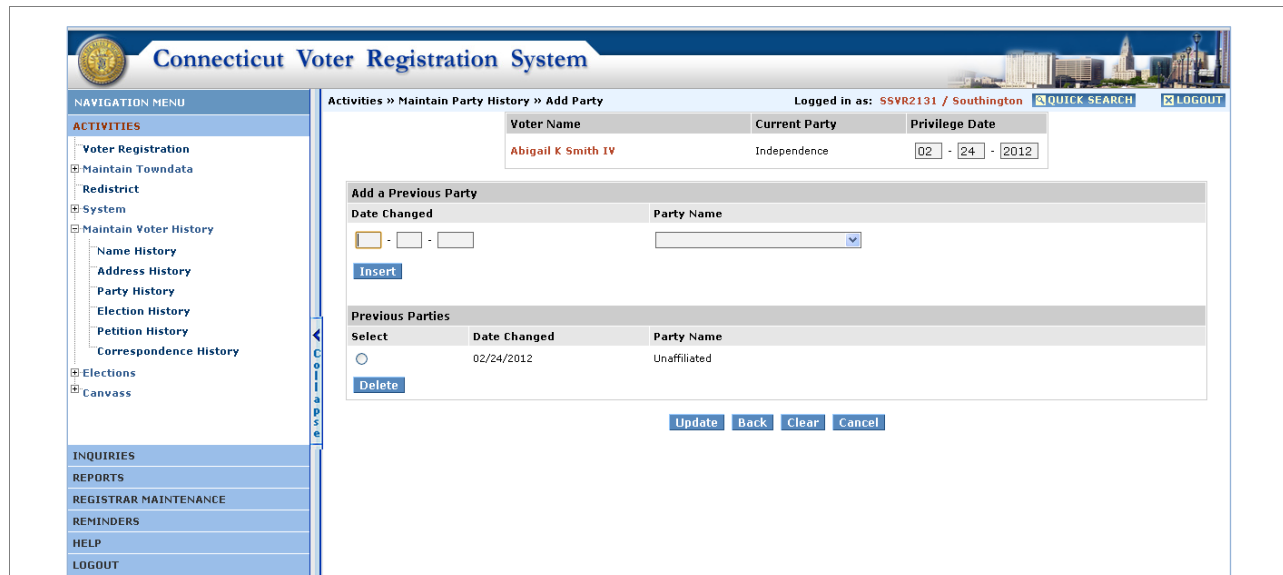 Connecticut Voter Registration System
NAVIGATION MENU
Activities » Maintain Party History » Add Party
Logged in as: SSVR2131 / Southington
QUICK SEARCH
LOGOUT
ACTIVITIES
Voter Registration
Maintain Towndata
Redistrict
System
Maintain Voter History
Name History
Address History
Party History
Election History
Petition History
Correspondence History
Elections
Canvass
INQUIRIES
REPORTS
REGISTRAR MAINTENANCE
REMINDERS
HELP
LOGOUT
Collapse
Voter Name Current Party Privilege Date
Abigail K Smith IV Independence 02 - 24 - 2012
Add a Previous Party
Date Changed Party Name
- -
Insert
Previous Parties
Select Date Changed Party Name
02/24/2012 Unaffiliated
Delete
Update Back Clear Cancel